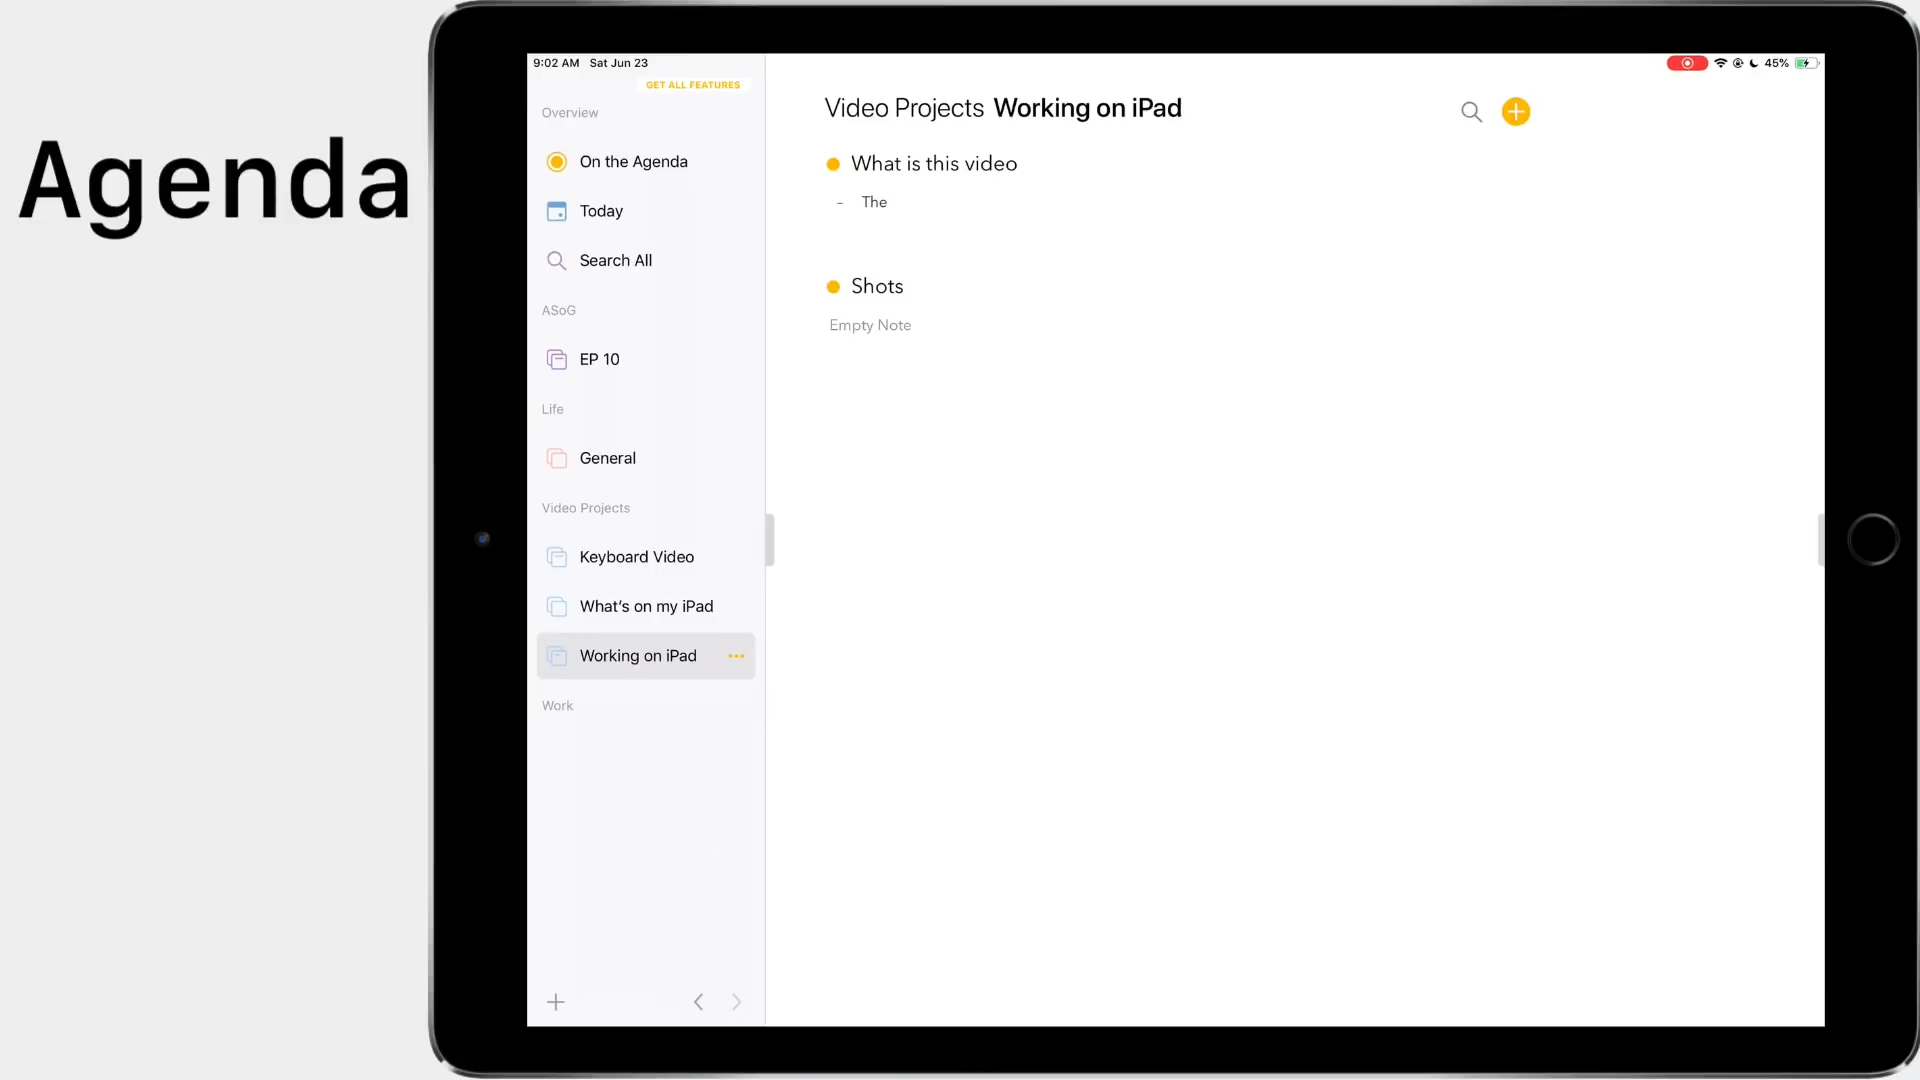 Agenda
9:02 AM Sat Jun 23
45%
GET ALL FEATURES
Overview
On the Agenda
Today
Search All
ASoG
EP 10
Life
General
Video Projects
Keyboard Video
What's on my iPad
Working on iPad
Work
Video Projects Working on iPad
What is this video
- The
Shots
Empty Note